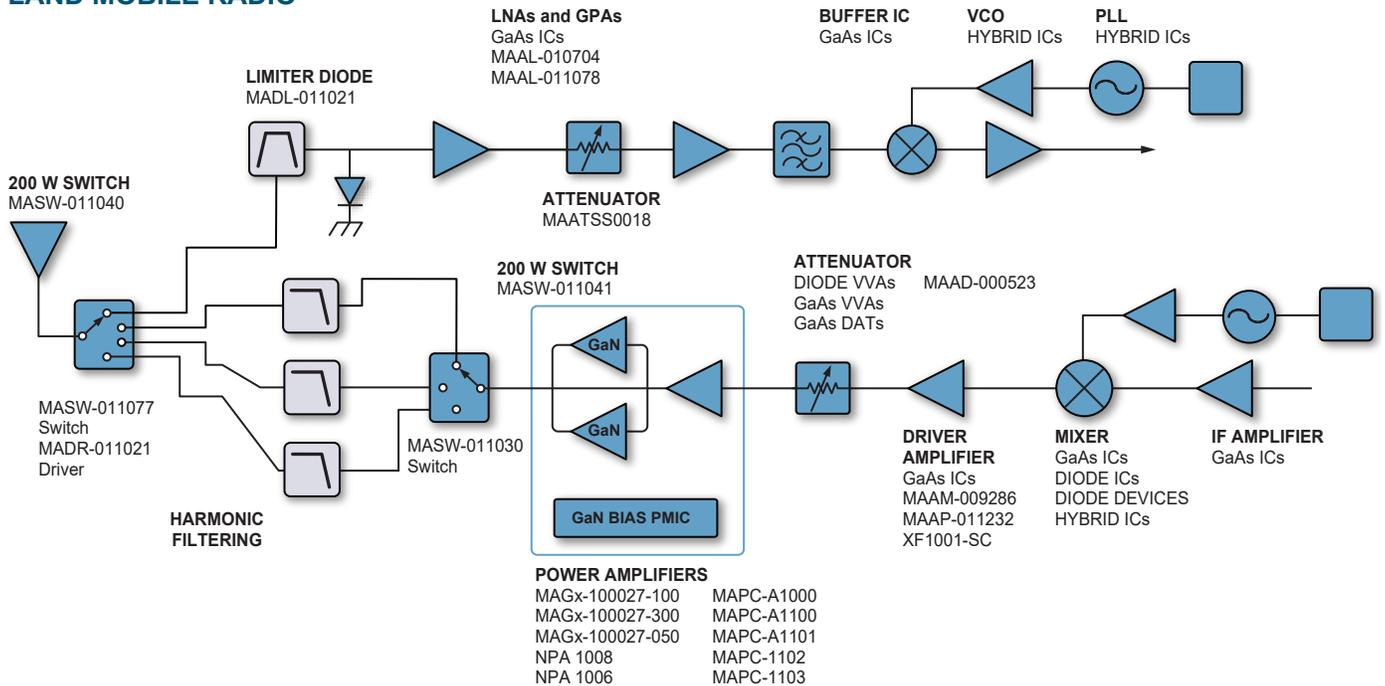 LAND MOBILE RADIO
LNAs and GPAs
GaAs ICs
MAAL-010704
MAAL-011078
BUFFER IC
GaAs ICs
VCO
HYBRID ICs
PLL
HYBRID ICs
LIMITER DIODE
MADL-011021
200 W SWITCH
MASW-011040
ATTENUATOR
MAATSS0018
200 W SWITCH
MASW-011041
ATTENUATOR
DIODE VVAs MAAD-000523
GaAs VVAs
GaAs DATs
GaN
GaN
GaN BIAS PMIC
MASW-011077
Switch
MADR-011021
Driver
MASW-011030
Switch
HARMONIC
FILTERING
DRIVER
AMPLIFIER
GaAs ICs
MAAM-009286
MAAP-011232
XF1001-SC
MIXER
GaAs ICs
DIODE ICs
DIODE DEVICES
HYBRID ICs
IF AMPLIFIER
GaAs ICs
POWER AMPLIFIERS
MAGx-100027-100 MAPC-A1000
MAGx-100027-300 MAPC-A1100
MAGx-100027-050 MAPC-A1101
NPA 1008 MAPC-1102
NPA 1006 MAPC-1103